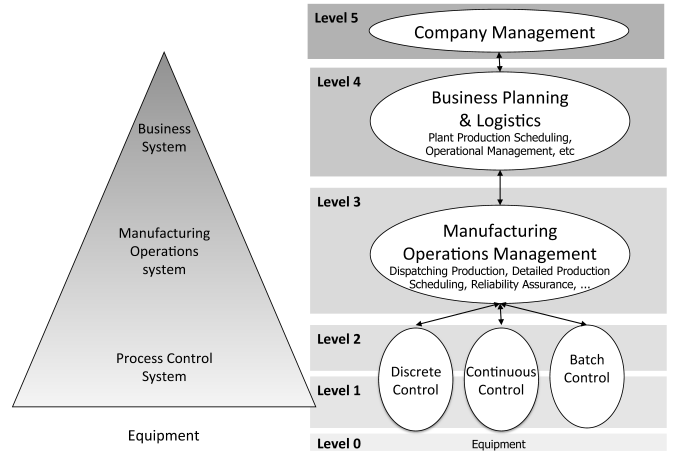 Business
System
Manufacturing
Operations
system
Process Control
System
Equipment
Level 5
Company Management
Level 4
Business Planning
& Logistics
Plant Production Scheduling,
Operational Management, etc
Level 3
Manufacturing
Operations Management
Dispatching Production, Detailed Production
Scheduling, Reliability Assurance, ...
Level 2
Discrete
Control
Continuous
Control
Batch
Control
Level 1
Level 0
Equipment